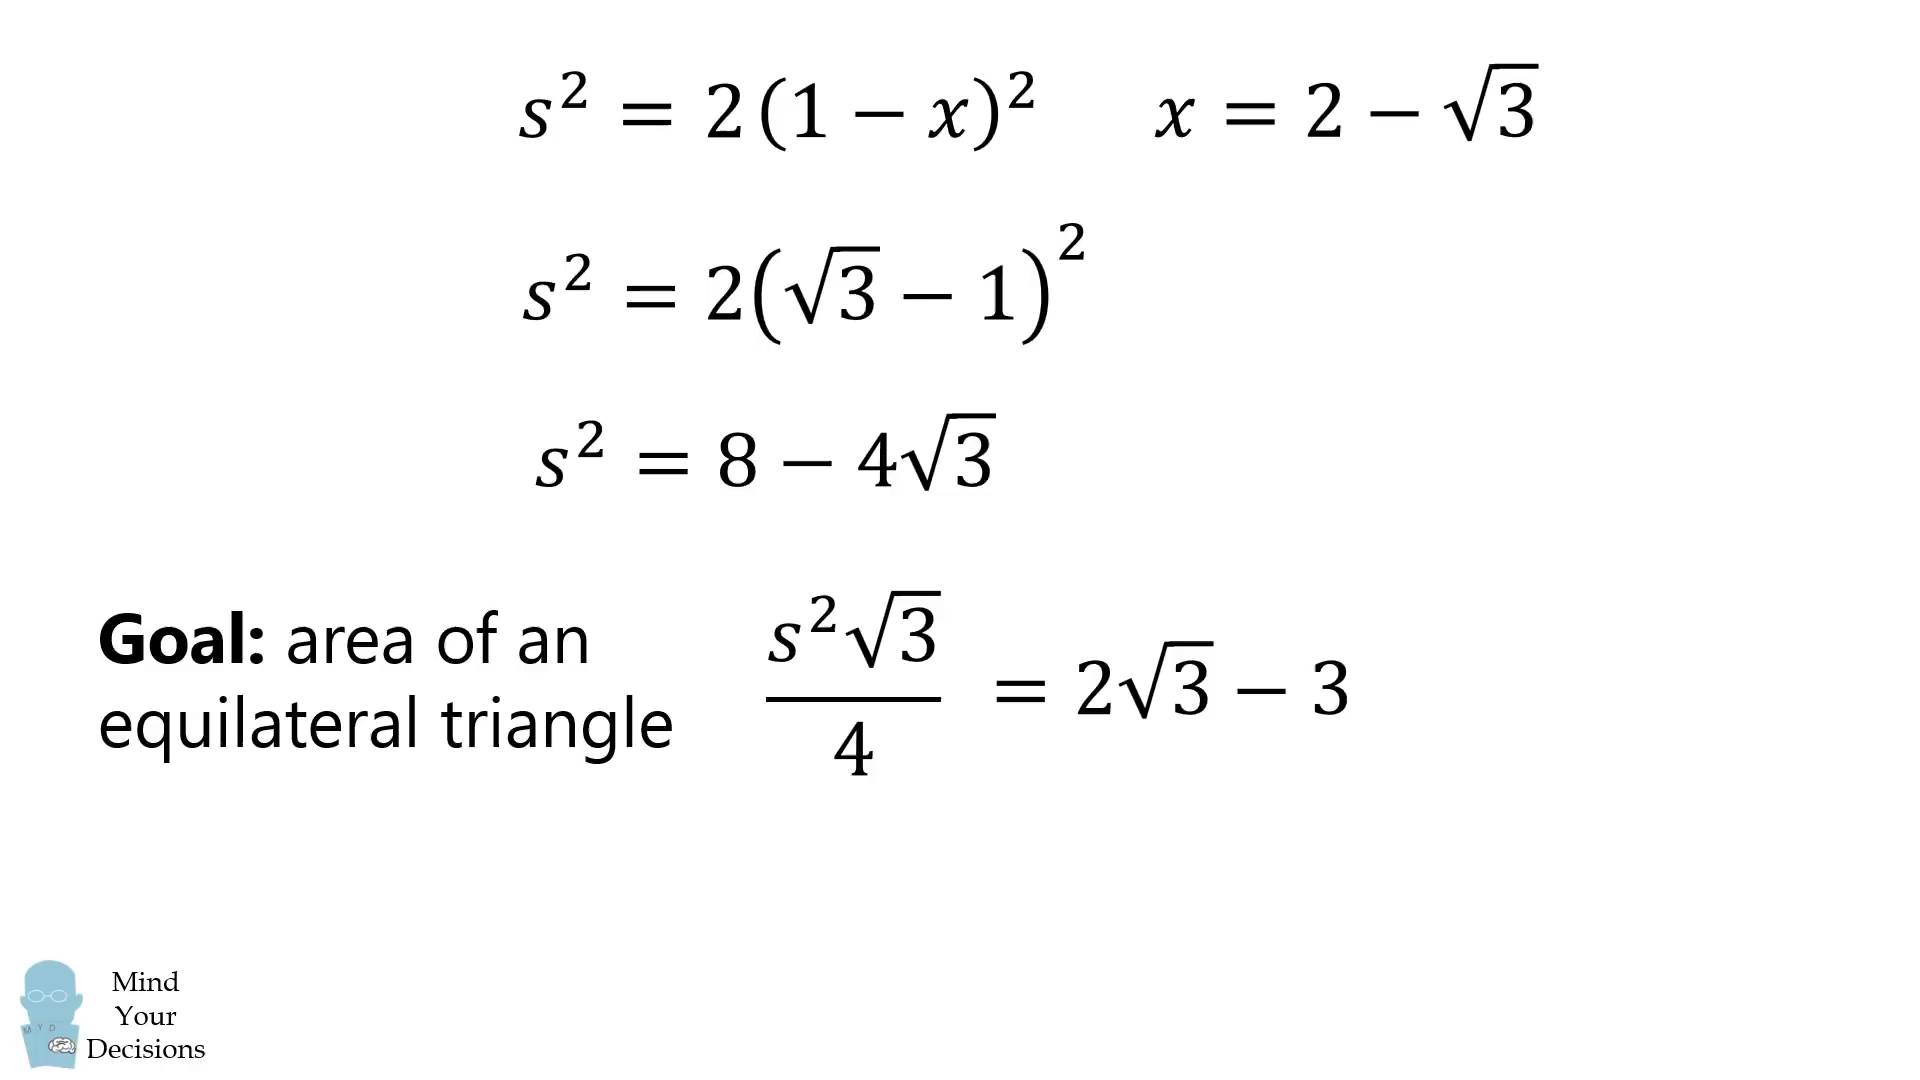 s² = 2(1 − x)² x = 2 − √3
s² = 2(√3 − 1)²
s² = 8 − 4√3
Goal: area of an
equilateral triangle
s²√3
4
= 2√3 − 3
M Y D
Mind
Your
Decisions